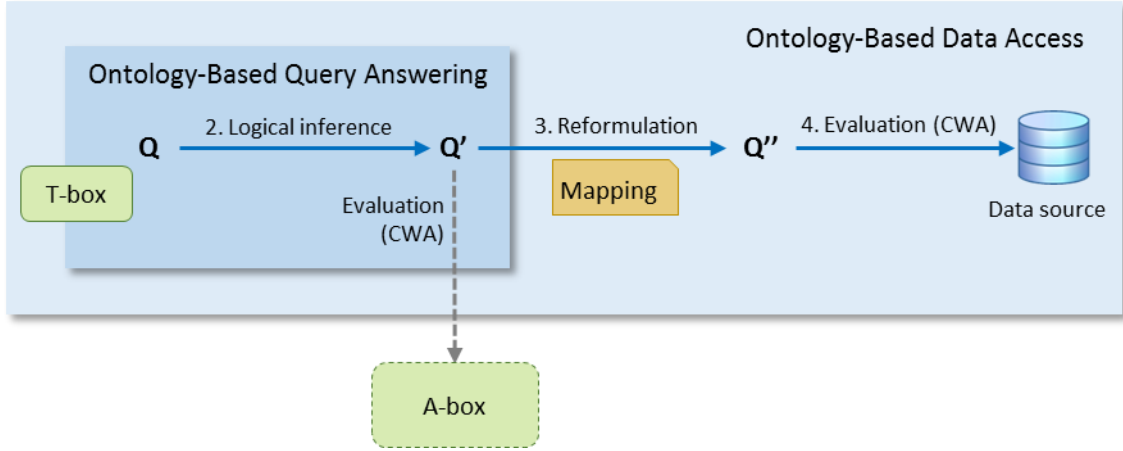 Ontology-Based Data Access
Ontology-Based Query Answering
2. Logical inference
3. Reformulation
4. Evaluation (CWA)
Q
Q'
Q''
T-box
Mapping
Evaluation
(CWA)
Data source
A-box